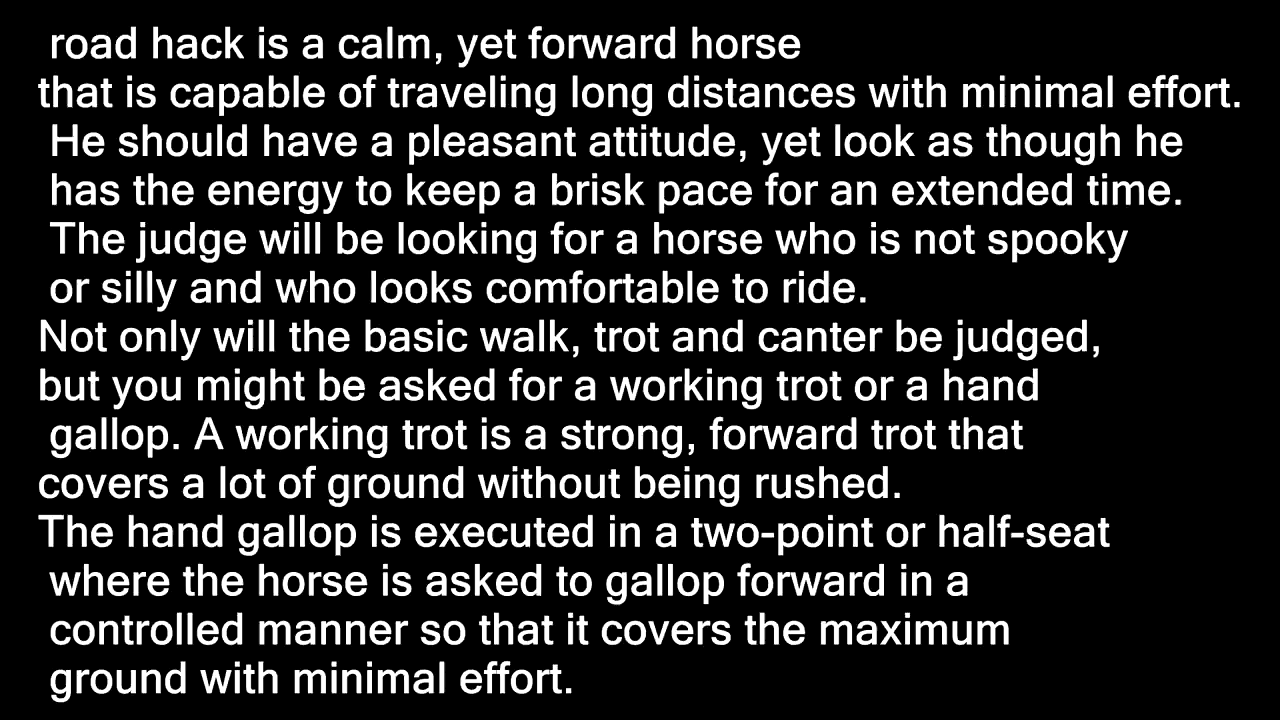 road hack is a calm, yet forward horse
that is capable of traveling long distances with minimal effort.
He should have a pleasant attitude, yet look as though he
has the energy to keep a brisk pace for an extended time.
The judge will be looking for a horse who is not spooky
or silly and who looks comfortable to ride.
Not only will the basic walk, trot and canter be judged,
but you might be asked for a working trot or a hand
gallop. A working trot is a strong, forward trot that
covers a lot of ground without being rushed.
The hand gallop is executed in a two-point or half-seat
where the horse is asked to gallop forward in a
controlled manner so that it covers the maximum
ground with minimal effort.